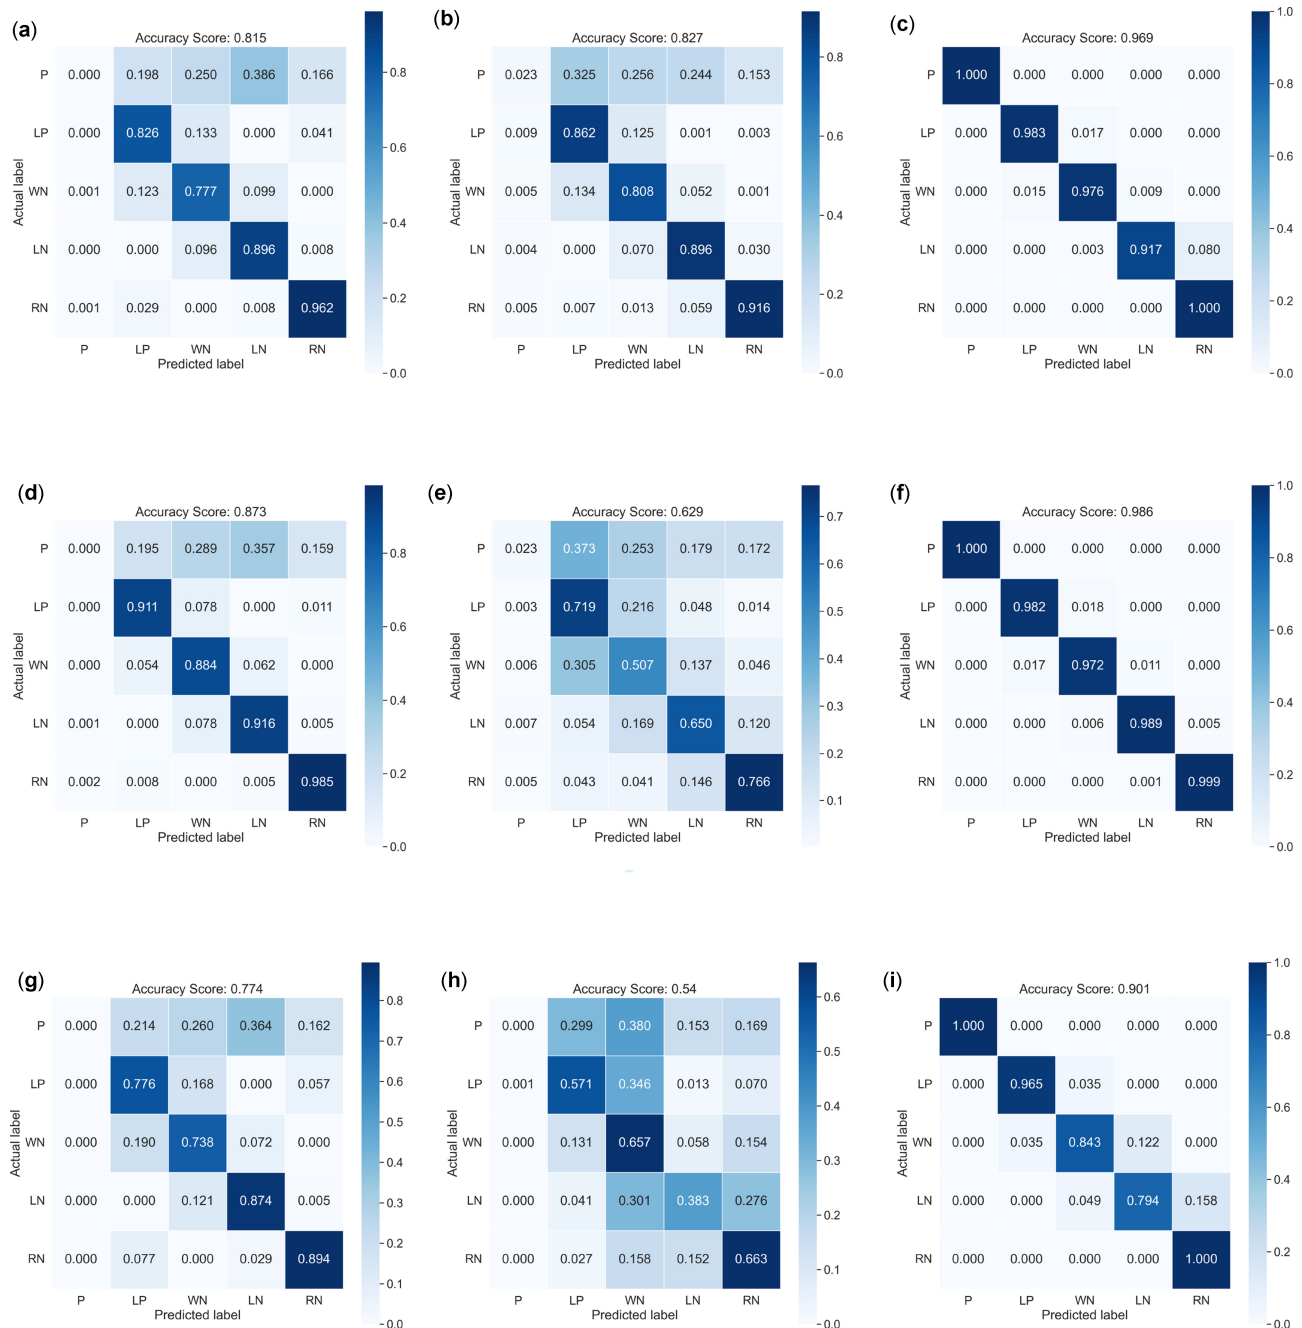 (a)
Accuracy Score: 0.815
P 0.000 0.198 0.250 0.386 0.166
LP 0.000 0.826 0.133 0.000 0.041
WN 0.001 0.123 0.777 0.099 0.000
LN 0.000 0.000 0.096 0.896 0.008
RN 0.001 0.029 0.000 0.008 0.962
P LP WN LN RN
Predicted label
Actual label
0.8
0.6
0.4
0.2
0.0
(b)
Accuracy Score: 0.827
0.023 0.325 0.256 0.244 0.153
P
LP 0.009 0.862 0.125 0.001 0.003
WN 0.005 0.134 0.808 0.052 0.001
LN 0.004 0.000 0.070 0.896 0.030
RN 0.005 0.007 0.013 0.059 0.916
P LP WN LN RN
Predicted label
Actual label
0.8
0.6
0.4
0.2
0.0
(c)
Accuracy Score: 0.969
P 1.000 0.000 0.000 0.000 0.000
LP 0.000 0.983 0.017 0.000 0.000
WN 0.000 0.015 0.976 0.009 0.000
LN 0.000 0.000 0.003 0.917 0.080
RN 0.000 0.000 0.000 0.000 1.000
P LP WN LN RN
Predicted label
Actual label
1.0
0.8
0.6
0.4
0.2
0.0
(d)
Accuracy Score: 0.873
P 0.000 0.195 0.289 0.357 0.159
LP 0.000 0.911 0.078 0.000 0.011
WN 0.000 0.054 0.884 0.062 0.000
LN 0.001 0.000 0.078 0.916 0.005
RN 0.002 0.008 0.000 0.005 0.985
P LP WN LN RN
Predicted label
Actual label
0.8
0.6
0.4
0.2
0.0
(e)
Accuracy Score: 0.629
P 0.023 0.373 0.253 0.179 0.172
LP 0.003 0.719 0.216 0.048 0.014
WN 0.006 0.305 0.507 0.137 0.046
LN 0.007 0.054 0.169 0.650 0.120
RN 0.005 0.043 0.041 0.146 0.766
P LP WN LN RN
Predicted label
Actual label
0.7
0.6
0.5
0.4
0.3
0.2
0.1
(f)
Accuracy Score: 0.986
P 1.000 0.000 0.000 0.000 0.000
LP 0.000 0.982 0.018 0.000 0.000
WN 0.000 0.017 0.972 0.011 0.000
LN 0.000 0.000 0.006 0.989 0.005
RN 0.000 0.000 0.000 0.001 0.999
P LP WN LN RN
Predicted label
Actual label
1.0
0.8
0.6
0.4
0.2
0.0
(g)
Accuracy Score: 0.774
P 0.000 0.214 0.260 0.364 0.162
LP 0.000 0.776 0.168 0.000 0.057
WN 0.000 0.190 0.738 0.072 0.000
LN 0.000 0.000 0.121 0.874 0.005
RN 0.000 0.077 0.000 0.029 0.894
P LP WN LN RN
Predicted label
Actual label
0.8
0.7
0.6
0.5
0.4
0.3
0.2
0.1
0.0
(h)
Accuracy Score: 0.54
P 0.000 0.299 0.380 0.153 0.169
LP 0.001 0.571 0.346 0.013 0.070
WN 0.000 0.131 0.657 0.058 0.154
LN 0.000 0.041 0.301 0.383 0.276
RN 0.000 0.027 0.158 0.152 0.663
P LP WN LN RN
Predicted label
Actual label
0.6
0.5
0.4
0.3
0.2
0.1
0.0
(i)
Accuracy Score: 0.901
P 1.000 0.000 0.000 0.000 0.000
LP 0.000 0.965 0.035 0.000 0.000
WN 0.000 0.035 0.843 0.122 0.000
LN 0.000 0.000 0.049 0.794 0.158
RN 0.000 0.000 0.000 0.000 1.000
P LP WN LN RN
Predicted label
Actual label
1.0
0.8
0.6
0.4
0.2
0.0